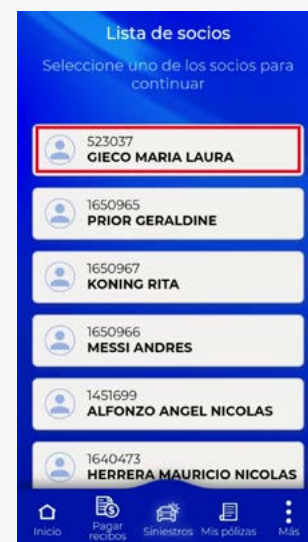 Lista de socios
Seleccione uno de los socios para
continuar
523037
GIECO MARIA LAURA
1650965
PRIOR GERALDINE
1650967
KONING RITA
1650966
MESSI ANDRES
1451699
ALFONZO ANGEL NICOLAS
1640473
HERRERA MAURICIO NICOLAS
Inicio
Pagar
recibos
Siniestros
Mis pólizas
Más